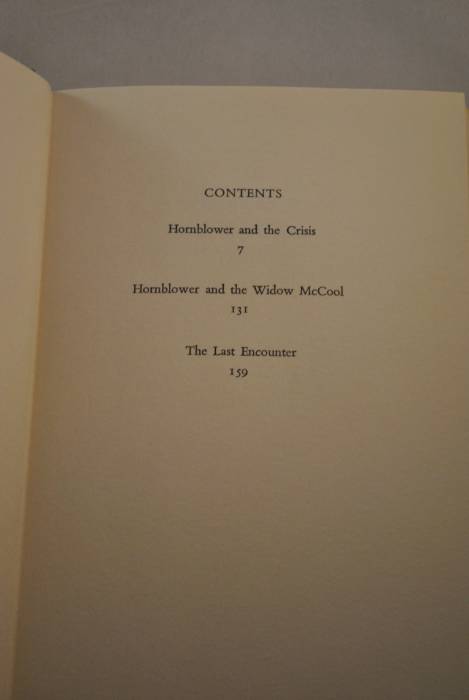 CONTENTS
Hornblower and the Crisis
7
Hornblower and the Widow McCool
131
The Last Encounter
159